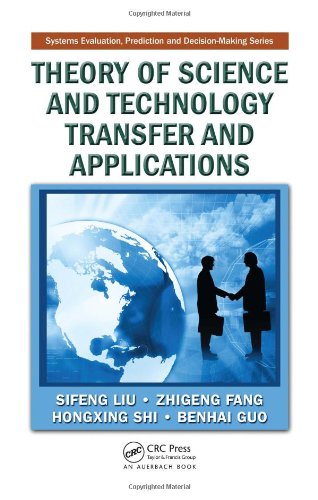 Systems Evaluation, Prediction and Decision-Making Series
THEORY OF SCIENCE
AND TECHNOLOGY
TRANSFER AND
APPLICATIONS
SIFENG LIU • ZHIGENG FANG
HONGXING SHI • BENHAI GUO
CRC
CRC Press
Taylor & Francis Group
AN AUERBACH BOOK